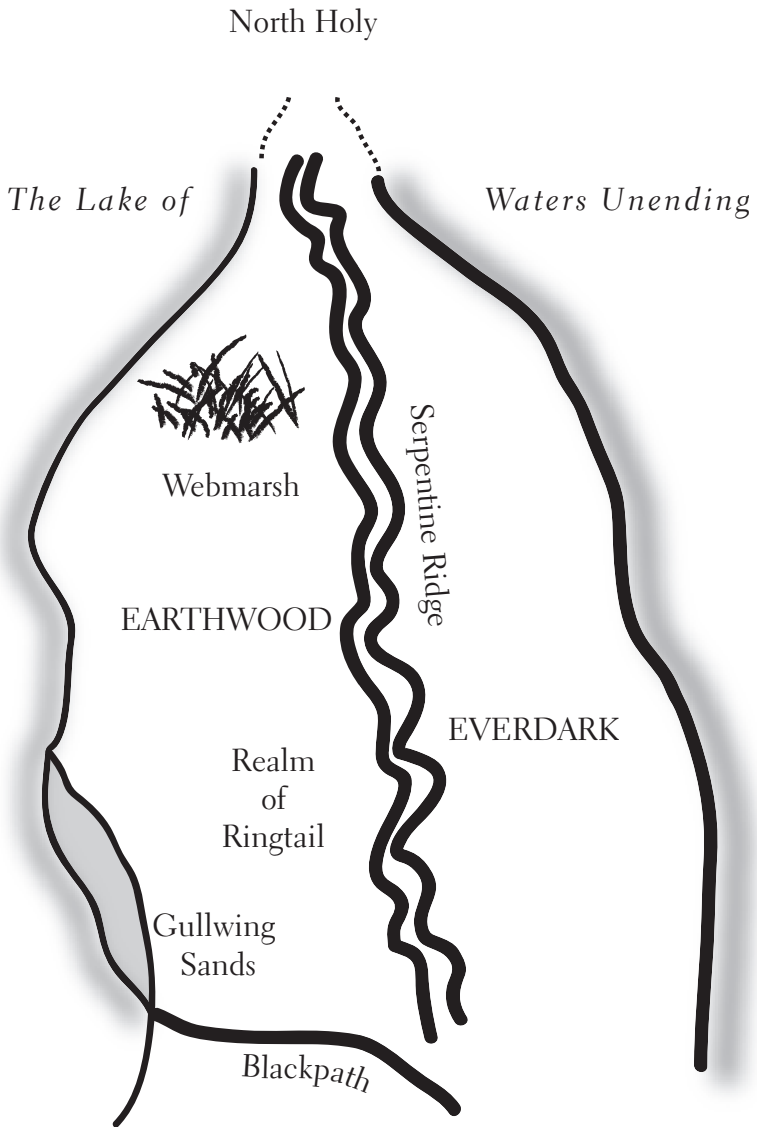 North Holy
The Lake of
Waters Unending
Serpentine Ridge
Webmarsh
EARTHWOOD
EVERDARK
Realm
of
Ringtail
Gullwing
Sands
Blackpath